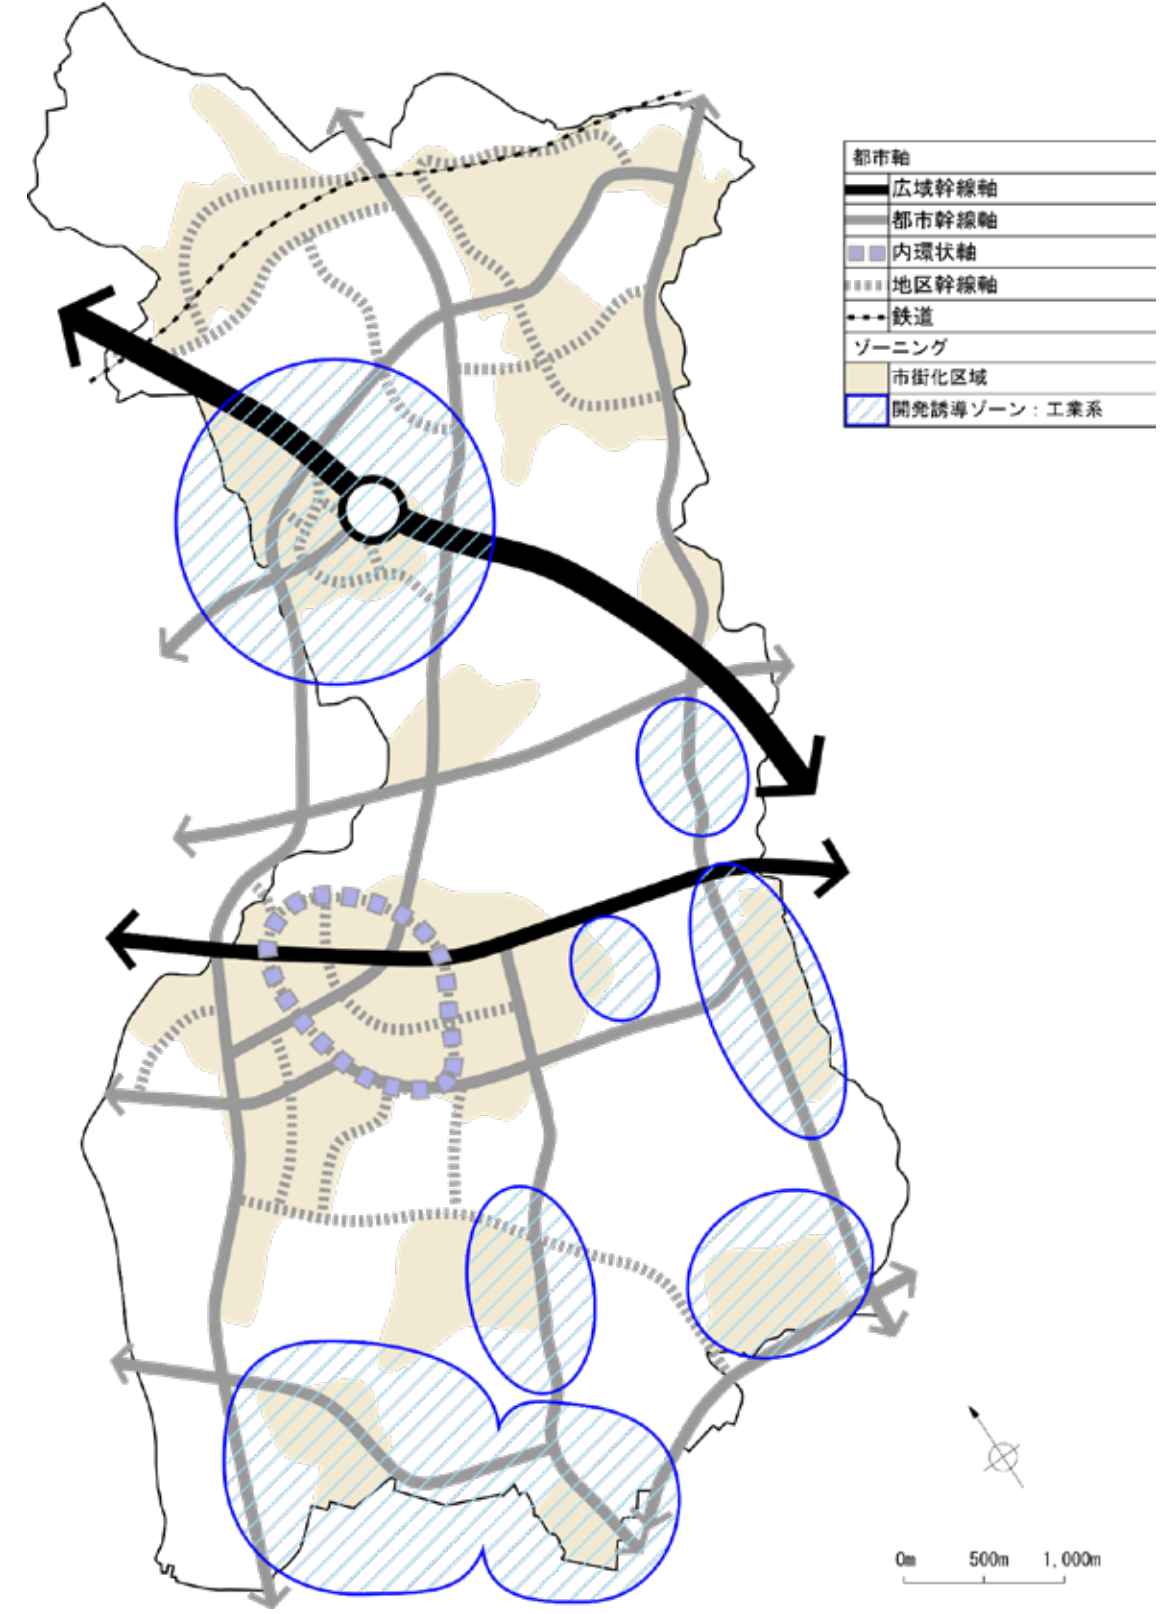 都市軸
広域幹線軸
都市幹線軸
内環状軸
地区幹線軸
鉄道
ゾーニング
市街化区域
開発誘導ゾーン：工業系
0m 500m 1,000m